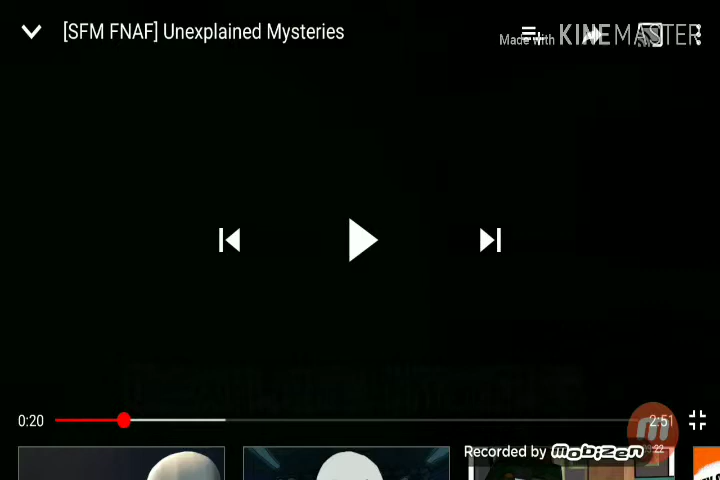 [SFM FNAF] Unexplained Mysteries
Made with KINEMASTER
0:20
2:51
Recorded by MOBIZEN